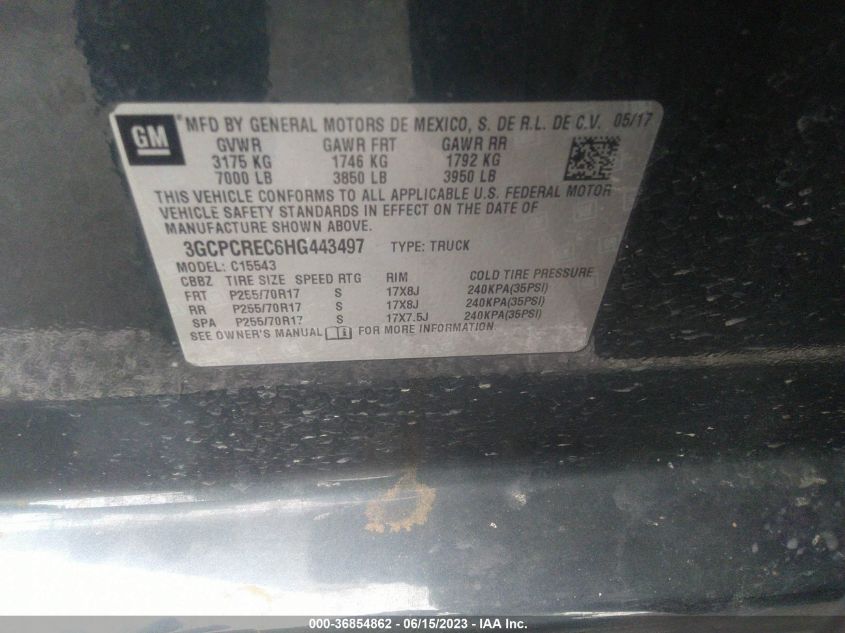 GM
® MFD BY GENERAL MOTORS DE MEXICO, S. DE R.L. DE C.V. 05/17
GVWR GAWR FRT GAWR RR
3175 KG 1746 KG 1792 KG
7000 LB 3850 LB 3950 LB
THIS VEHICLE CONFORMS TO ALL APPLICABLE U.S. FEDERAL MOTOR
VEHICLE SAFETY STANDARDS IN EFFECT ON THE DATE OF
MANUFACTURE SHOWN ABOVE.
3GCPCREC6HG443497 TYPE: TRUCK
MODEL: C15543
CBBZ TIRE SIZE SPEED RTG RIM COLD TIRE PRESSURE
FRT P255/70R17 S 17X8J 240KPA(35PSI)
RR P255/70R17 S 17X8J 240KPA(35PSI)
SPA P255/70R17 S 17X7.5J 240KPA(35PSI)
SEE OWNER'S MANUAL FOR MORE INFORMATION
000-36854862 - 06/15/2023 - IAA Inc.